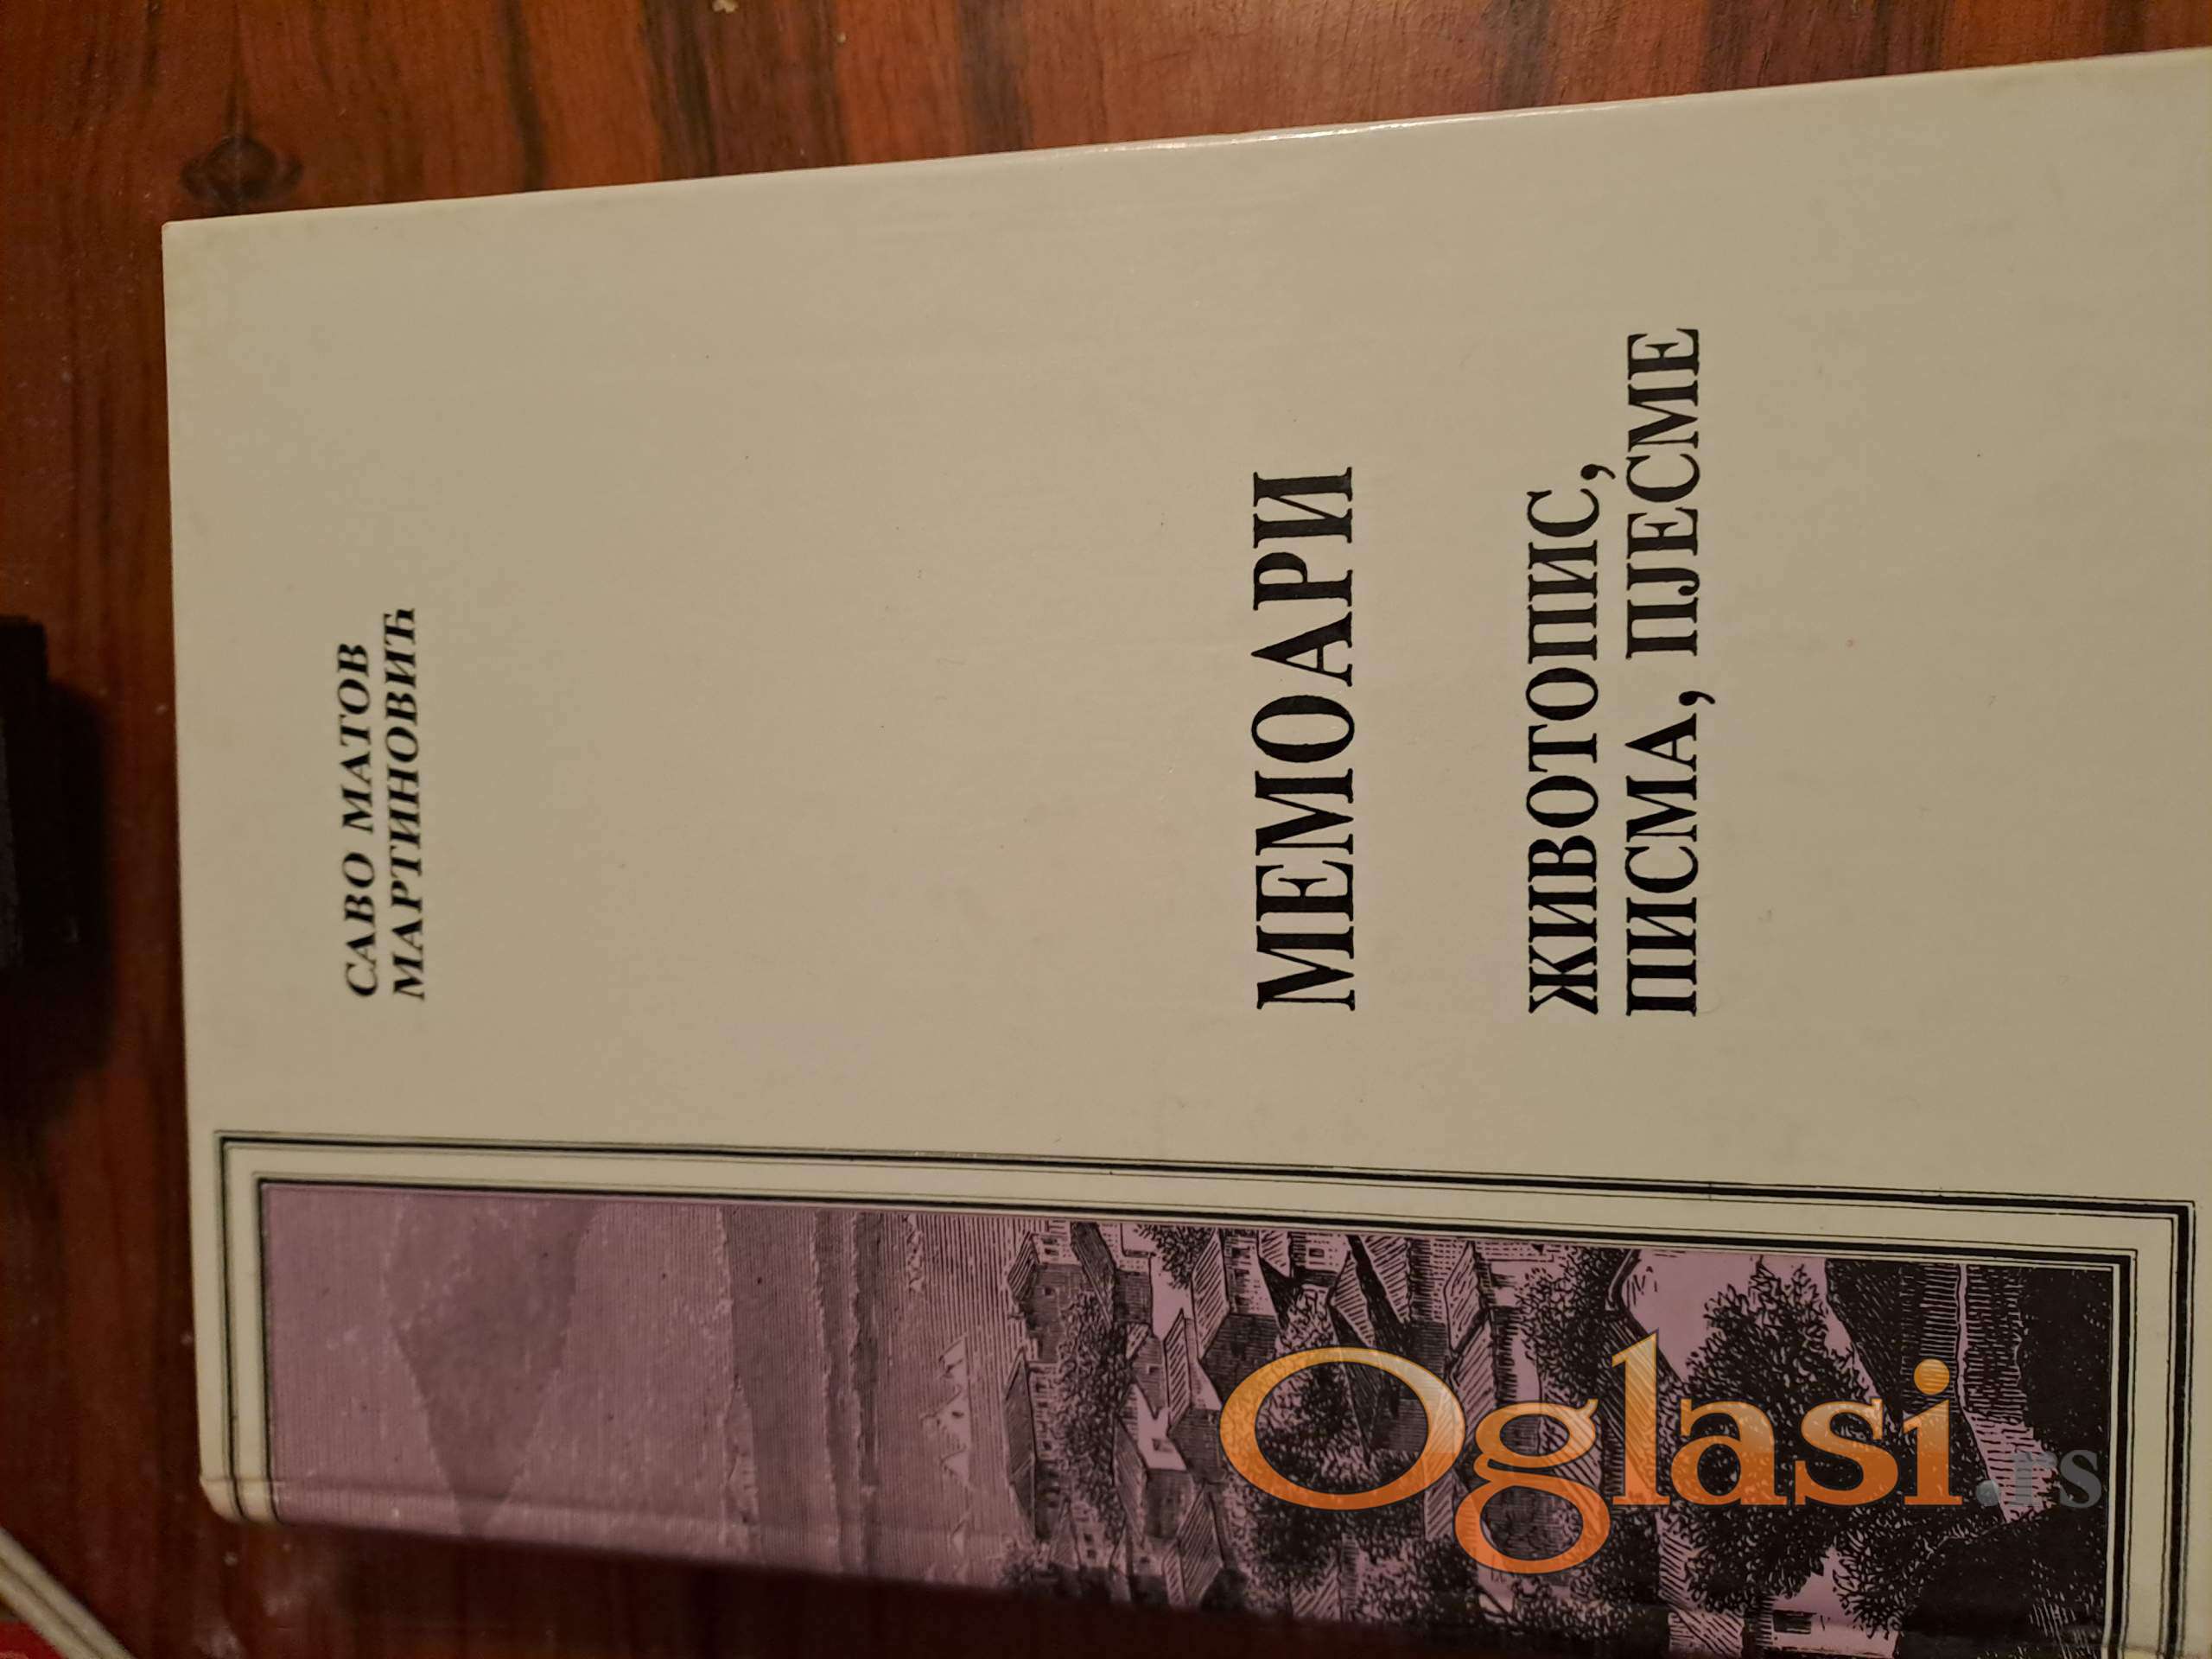 САВО МАТОВ
МАРТИНОВИЋ
МЕМОАРИ
ЖИВОТОПИС,
ПИСМА, ПЈЕСМЕ
Oglasi.rs